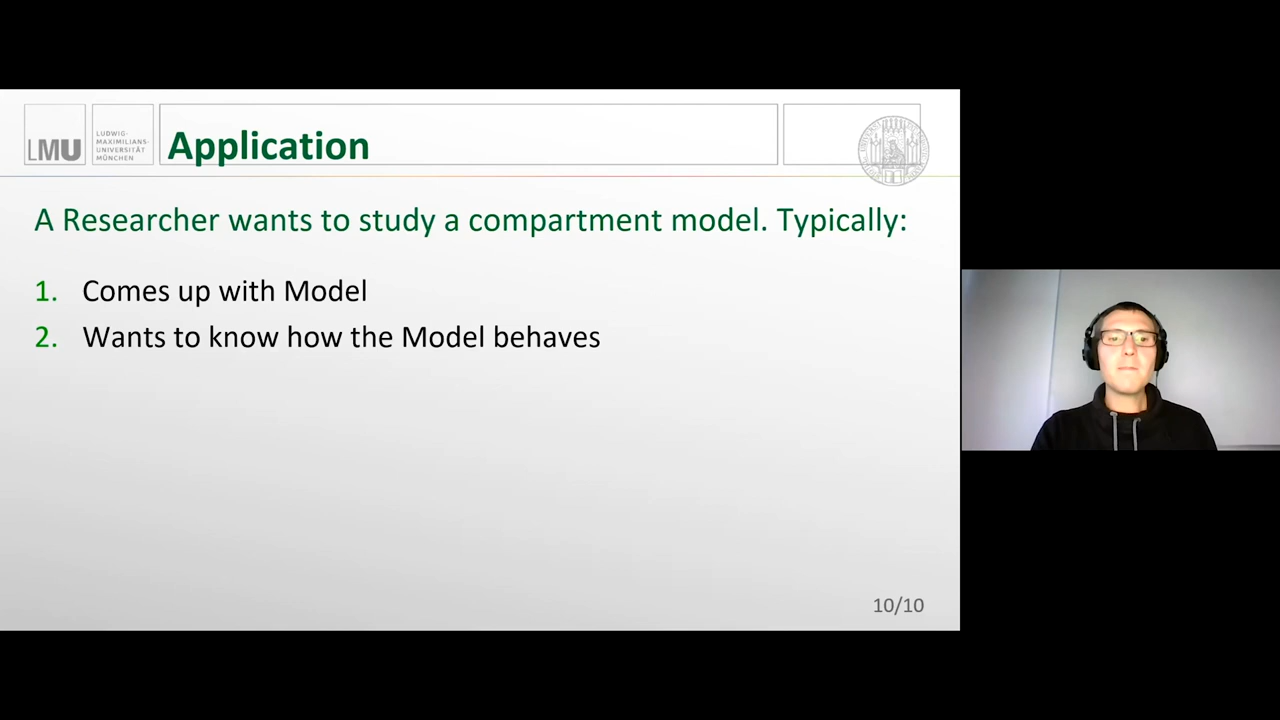 LMU
LUDWIG-
MAXIMILIANS-
UNIVERSITÄT
MÜNCHEN
Application
A Researcher wants to study a compartment model. Typically:
1. Comes up with Model
2. Wants to know how the Model behaves
10/10